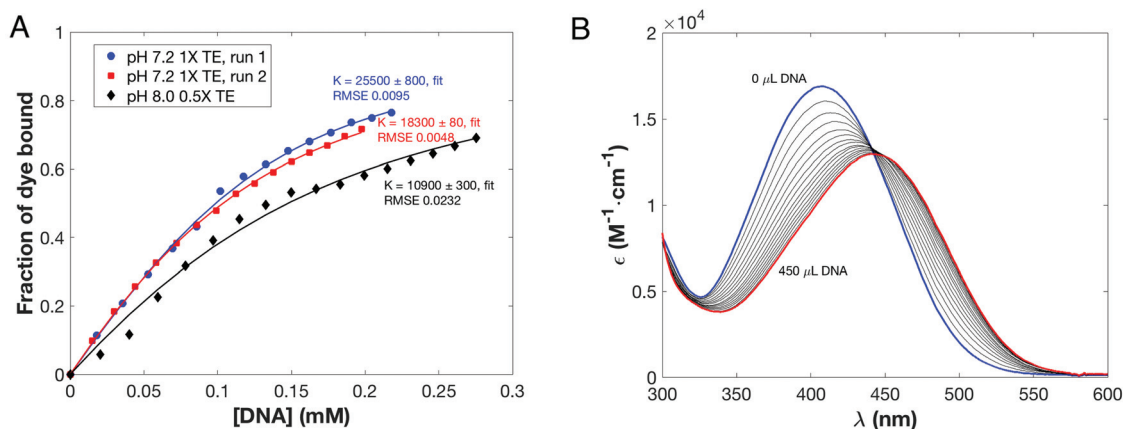 A
1
0.8
0.6
0.4
0.2
0
Fraction of dye bound
pH 7.2 1X TE, run 1
pH 7.2 1X TE, run 2
pH 8.0 0.5X TE
K = 25500 ± 800, fit
RMSE 0.0095
K = 18300 ± 80, fit
RMSE 0.0048
K = 10900 ± 300, fit
RMSE 0.0232
0
0.05
0.1
0.15
0.2
0.25
0.3
[DNA] (mM)
B
2
×10⁴
1.5
1
0.5
0
ϵ (M⁻¹·cm⁻¹)
0 μL DNA
450 μL DNA
300
350
400
450
500
550
600
λ (nm)